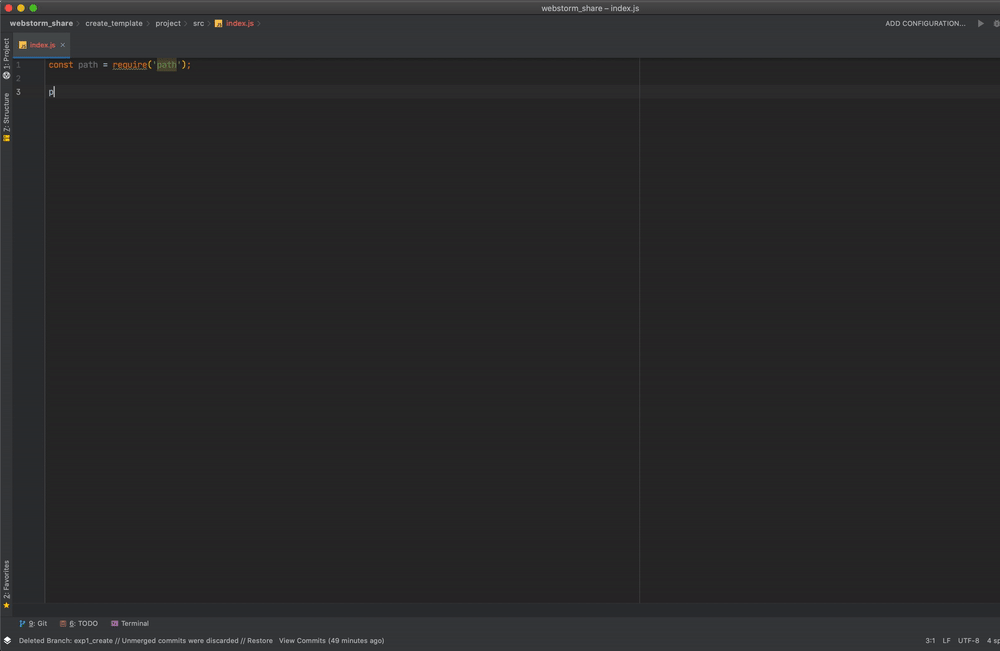 webstorm_share – index.js
webstorm_share › create_template › project › src › index.js ›
ADD CONFIGURATION...
index.js ×
1: Project
7: Structure
2: Favorites
1 const path = require('path');
2
3 p
9: Git 6: TODO Terminal
Deleted Branch: exp1_create // Unmerged commits were discarded // Restore View Commits (49 minutes ago)
3:1 LF UTF-8 4 sp